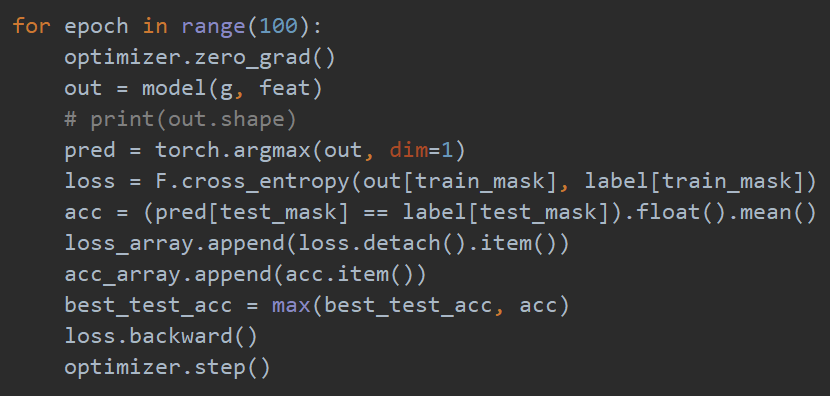 for epoch in range(100):
    optimizer.zero_grad()
    out = model(g, feat)
    # print(out.shape)
    pred = torch.argmax(out, dim=1)
    loss = F.cross_entropy(out[train_mask], label[train_mask])
    acc = (pred[test_mask] == label[test_mask]).float().mean()
    loss_array.append(loss.detach().item())
    acc_array.append(acc.item())
    best_test_acc = max(best_test_acc, acc)
    loss.backward()
    optimizer.step()